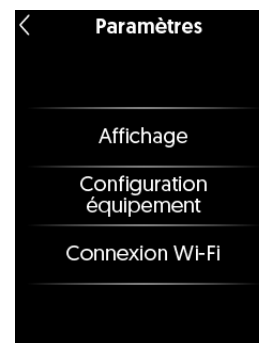 Paramètres
Affichage
Configuration
équipement
Connexion Wi-Fi